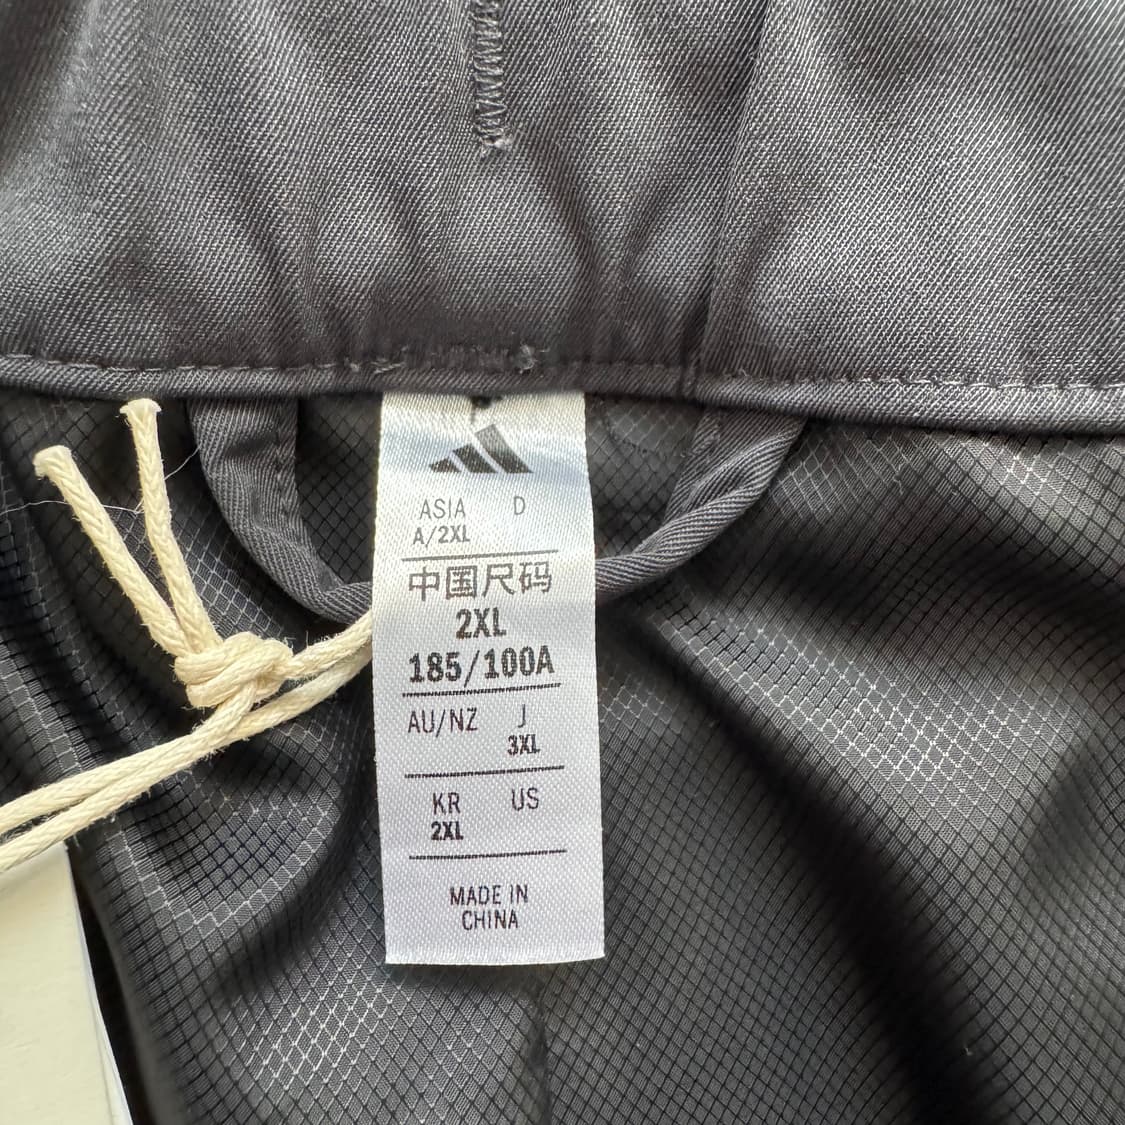 ASIA D
A/2XL
中国尺码
2XL
185/100A
AU/NZ J
3XL
KR US
2XL
MADE IN
CHINA